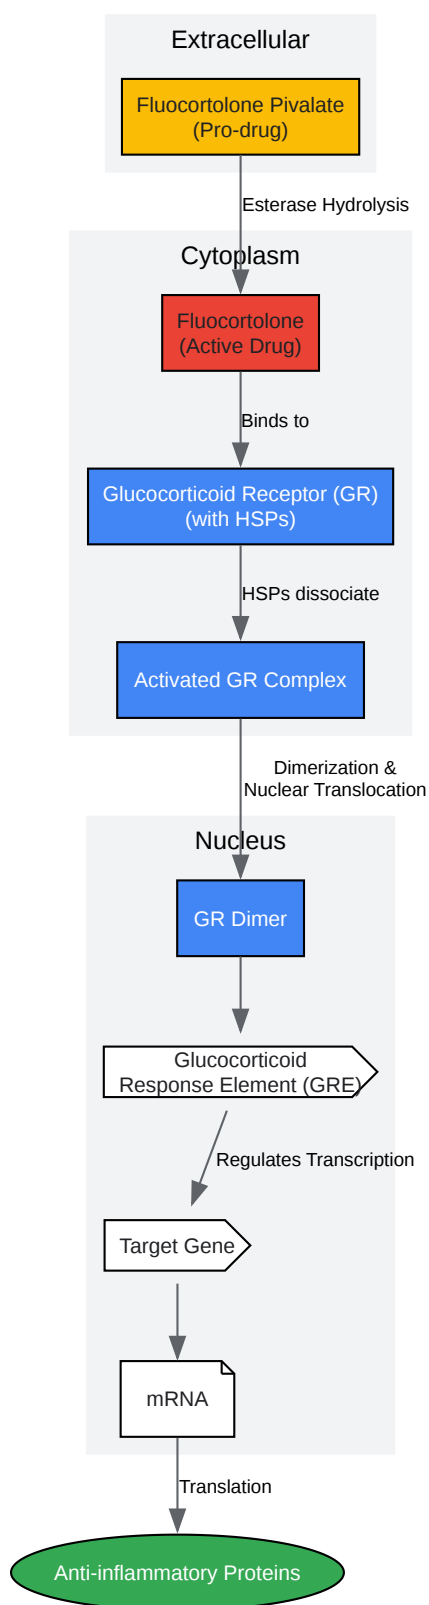 Extracellular
Fluocortolone Pivalate
(Pro-drug)
Esterase Hydrolysis
Cytoplasm
Fluocortolone
(Active Drug)
Binds to
Glucocorticoid Receptor (GR)
(with HSPs)
HSPs dissociate
Activated GR Complex
Dimerization &
Nuclear Translocation
Nucleus
GR Dimer
Glucocorticoid
Response Element (GRE)
Regulates Transcription
Target Gene
mRNA
Translation
Anti-inflammatory Proteins